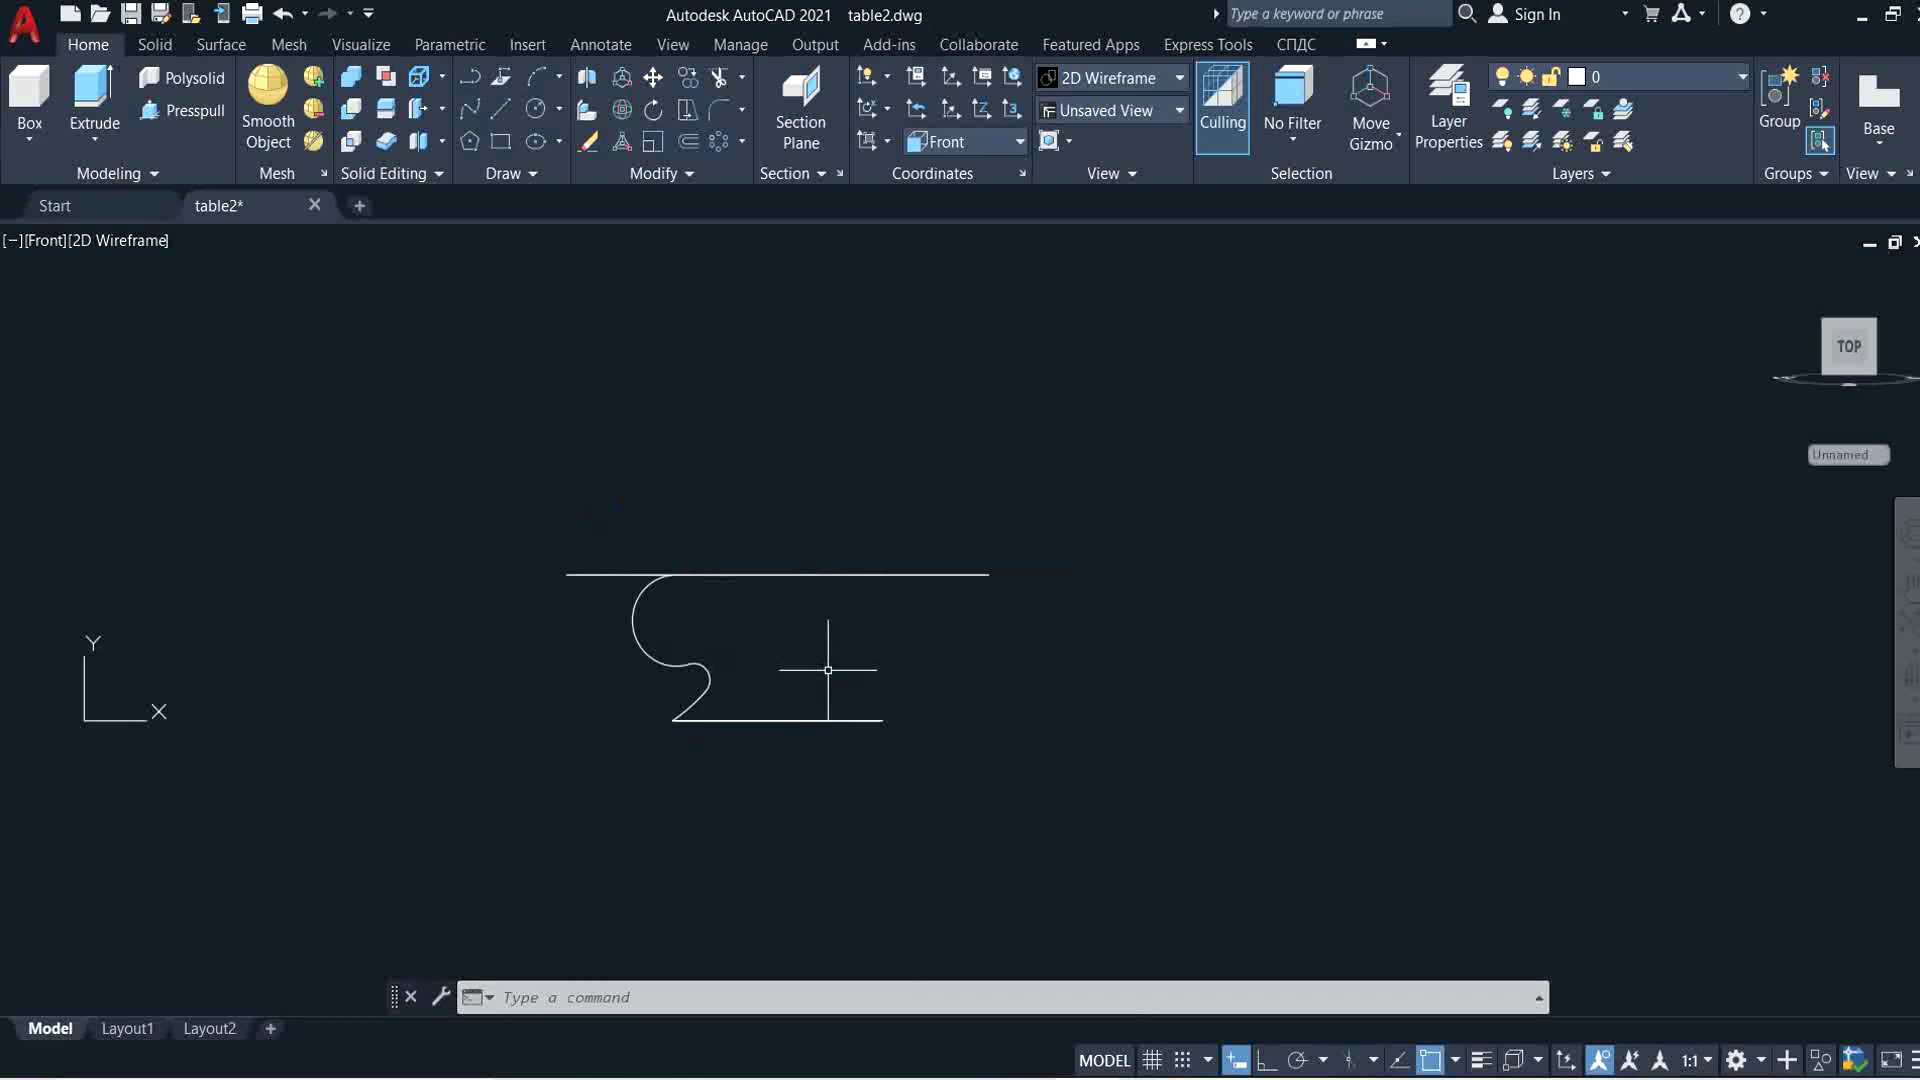 Autodesk AutoCAD 2021 table2.dwg Type a keyword or phrase Sign In
Home Solid Surface Mesh Visualize Parametric Insert Annotate View Manage Output Add-ins Collaborate Featured Apps Express Tools СПДС
Box Extrude Polysolid Presspull Smooth Object Section Plane Front 2D Wireframe Unsaved View Culling No Filter Move Gizmo Layer Properties 0 Group Base
Modeling Mesh Solid Editing Draw Modify Section Coordinates View Selection Layers Groups View
Start table2*
[−][Front][2D Wireframe]
TOP
Unnamed
Y
X
Type a command
Model Layout1 Layout2
MODEL 1:1